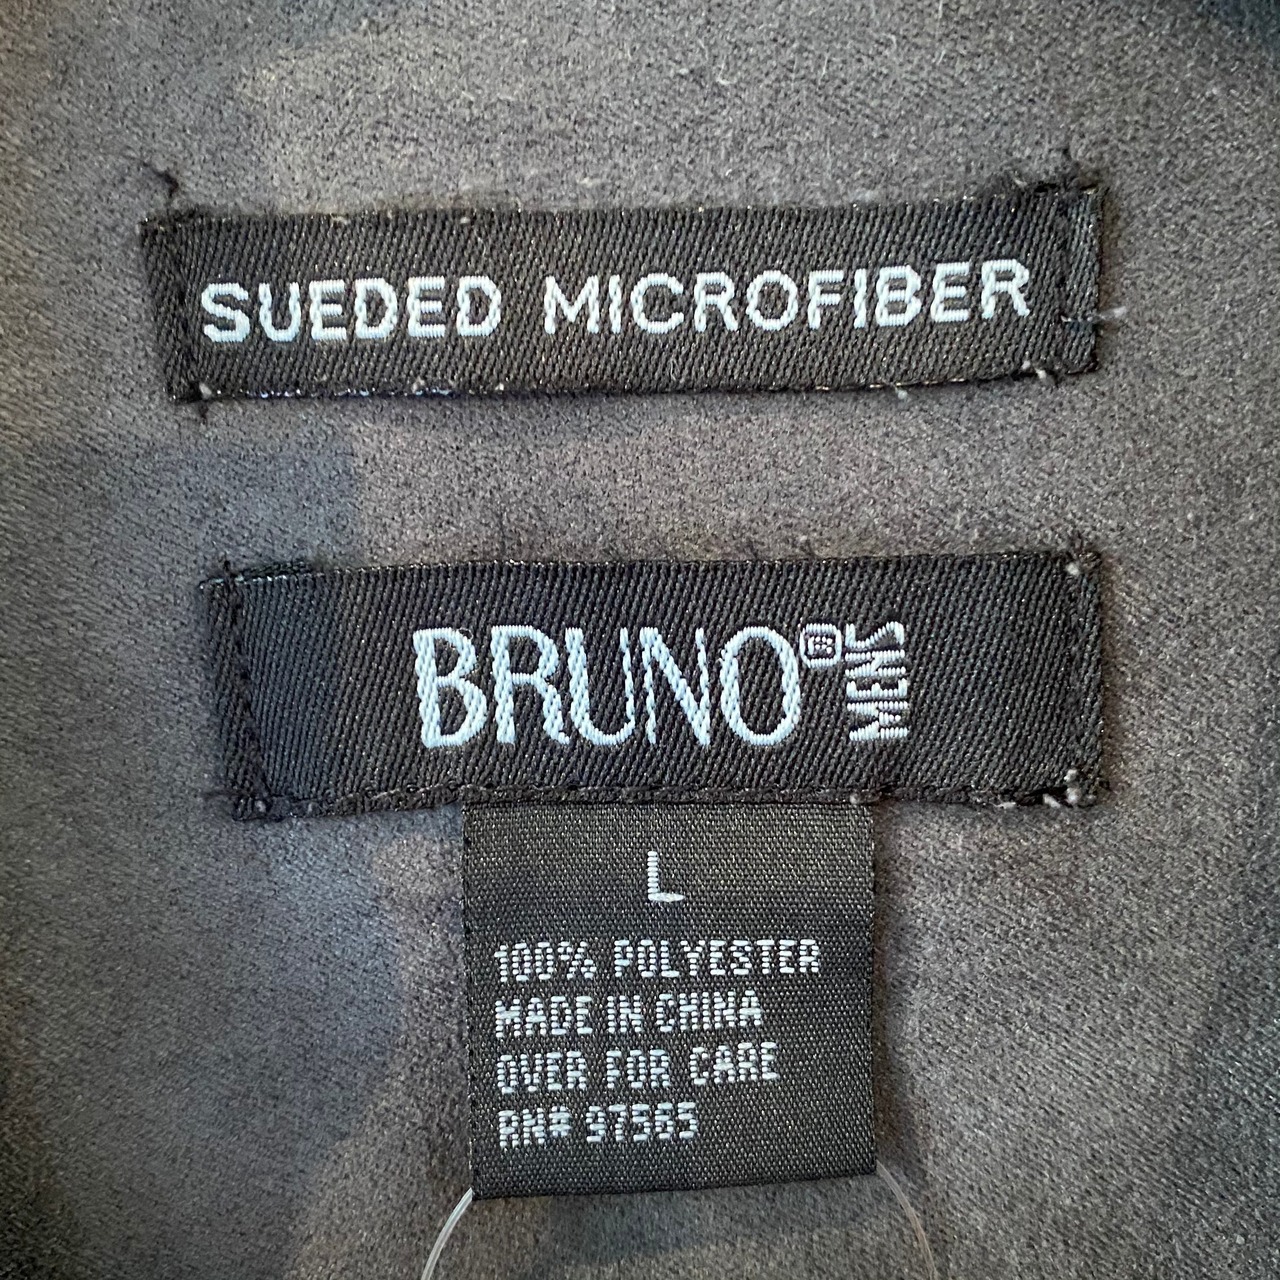 SUEDED MICROFIBER
BRUNO® MENS
L
100% POLYESTER
MADE IN CHINA
OVER FOR CARE
RN# 97565